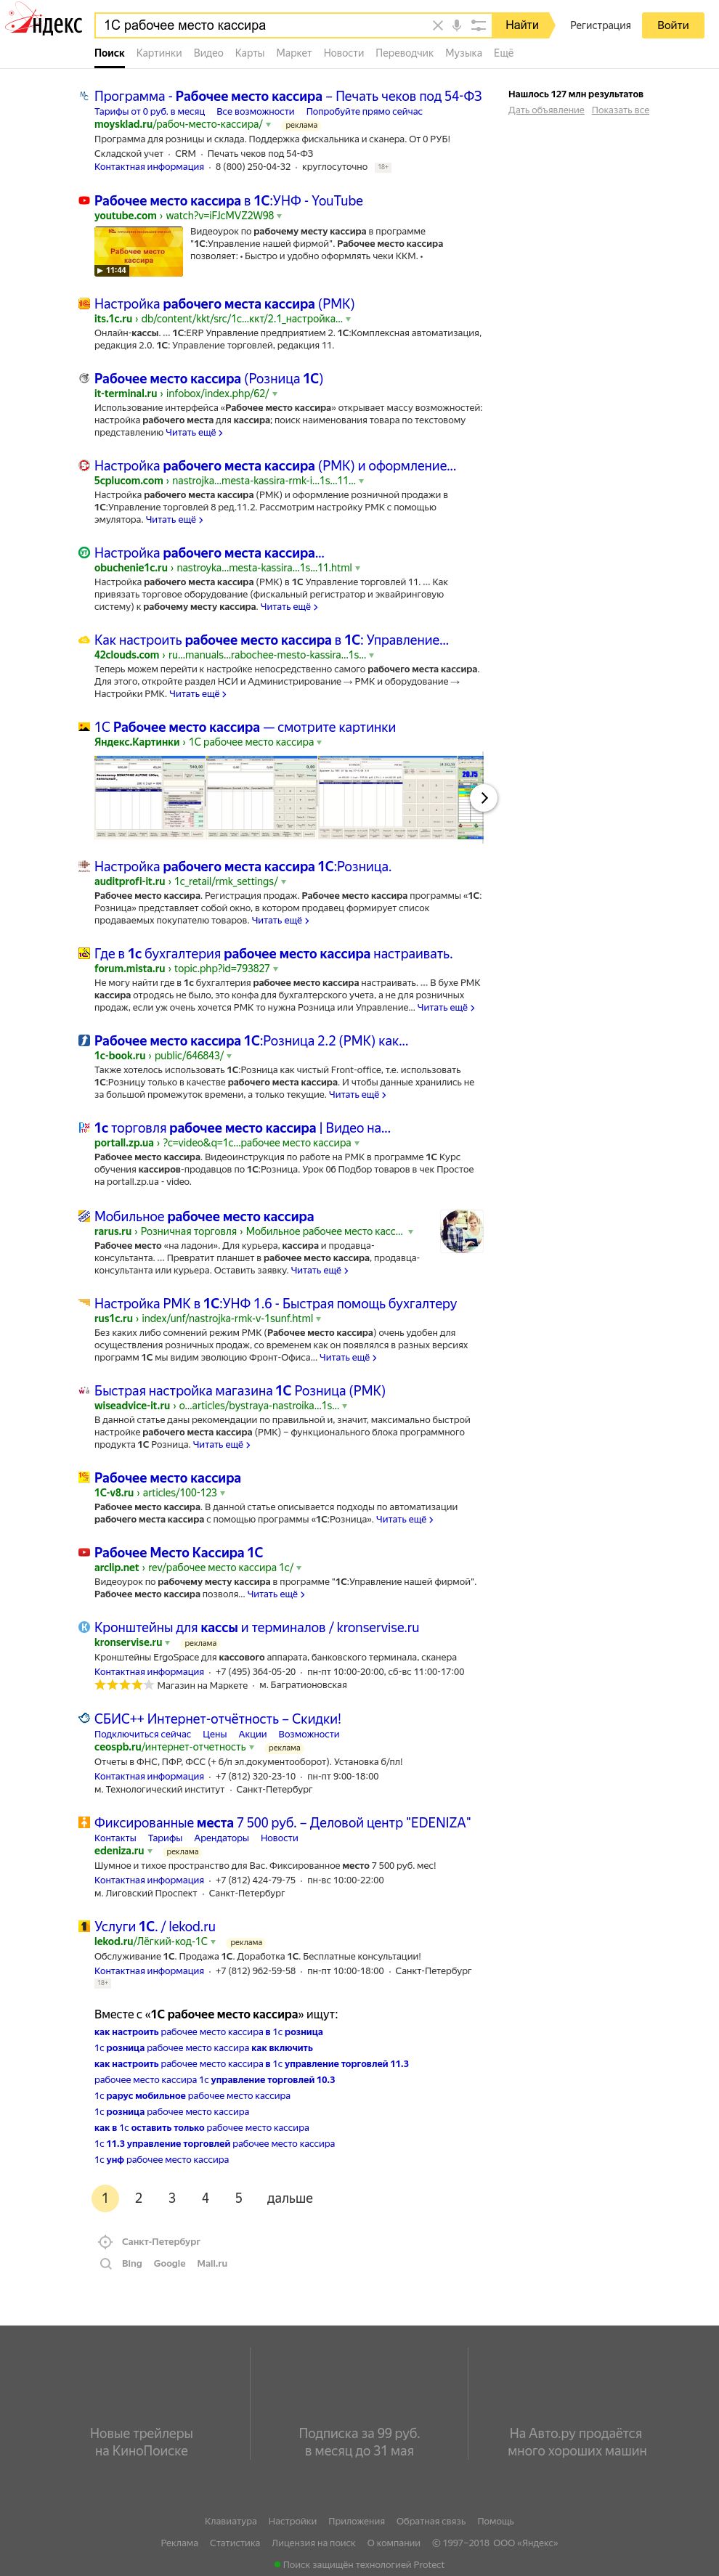 Яндекс
1С рабочее место кассира
Найти
Регистрация
Войти
Поиск Картинки Видео Карты Маркет Новости Переводчик Музыка Ещё
Нашлось 127 млн результатов
Дать объявление Показать все
Программа - Рабочее место кассира – Печать чеков под 54-ФЗ
Тарифы от 0 руб. в месяц Все возможности Попробуйте прямо сейчас
moysklad.ru/рабоч-место-кассира/ реклама
Программа для розницы и склада. Поддержка фискальника и сканера. От 0 РУБ!
Складской учет · CRM · Печать чеков под 54-ФЗ
Контактная информация · 8 (800) 250-04-32 · круглосуточно 18+
Рабочее место кассира в 1С:УНФ - YouTube
youtube.com › watch?v=iFJcMVZ2W98
Рабочее место
кассира
11:44
Видеоурок по рабочему месту кассира в программе
"1С:Управление нашей фирмой". Рабочее место кассира
позволяет: • Быстро и удобно оформлять чеки ККМ. •
Настройка рабочего места кассира (РМК)
its.1c.ru › db/content/kkt/src/1с...ккт/2.1_настройка...
Онлайн-кассы. ... 1С:ERP Управление предприятием 2. 1С:Комплексная автоматизация,
редакция 2.0. 1С: Управление торговлей, редакция 11.
Рабочее место кассира (Розница 1С)
it-terminal.ru › infobox/index.php/62/
Использование интерфейса «Рабочее место кассира» открывает массу возможностей:
настройка рабочего места для кассира; поиск наименования товара по текстовому
представлению Читать ещё ›
Настройка рабочего места кассира (РМК) и оформление...
5cplucom.com › nastrojka...mesta-kassira-rmk-i...1s...11...
Настройка рабочего места кассира (РМК) и оформление розничной продажи в
1С:Управление торговлей 8 ред.11.2. Рассмотрим настройку РМК с помощью
эмулятора. Читать ещё ›
Настройка рабочего места кассира...
obuchenie1c.ru › nastroyka...mesta-kassira...1s...11.html
Настройка рабочего места кассира (РМК) в 1С Управление торговлей 11. ... Как
привязать торговое оборудование (фискальный регистратор и эквайринговую
систему) к рабочему месту кассира. Читать ещё ›
Как настроить рабочее место кассира в 1С: Управление...
42clouds.com › ru...manuals...rabochee-mesto-kassira...1s...
Теперь можем перейти к настройке непосредственно самого рабочего места кассира.
Для этого, откройте раздел НСИ и Администрирование → РМК и оборудование →
Настройки РМК. Читать ещё ›
1С Рабочее место кассира — смотрите картинки
Яндекс.Картинки › 1С рабочее место кассира
Настройка рабочего места кассира 1С:Розница.
auditprofi-it.ru › 1c_retail/rmk_settings/
Рабочее место кассира. Регистрация продаж. Рабочее место кассира программы «1С:
Розница» представляет собой окно, в котором продавец формирует список
продаваемых покупателю товаров. Читать ещё ›
Где в 1с бухгалтерия рабочее место кассира настраивать.
forum.mista.ru › topic.php?id=793827
Не могу найти где в 1с бухгалтерия рабочее место кассира настраивать. ... В бухе РМК
кассира отродясь не было, это конфа для бухгалтерского учета, а не для розничных
продаж, если уж очень хочется РМК то нужна Розница или Управление... Читать ещё ›
Рабочее место кассира 1С:Розница 2.2 (РМК) как...
1c-book.ru › public/646843/
Также хотелось использовать 1С:Розница как чистый Front-office, т.е. использовать
1С:Розницу только в качестве рабочего места кассира. И чтобы данные хранились не
за большой промежуток времени, а только текущие. Читать ещё ›
1с торговля рабочее место кассира | Видео на...
portall.zp.ua › ?c=video&q=1с...рабочее место кассира
Рабочее место кассира. Видеоинструкция по работе на РМК в программе 1С Курс
обучения кассиров-продавцов по 1С:Розница. Урок 06 Подбор товаров в чек Простое
на portall.zp.ua - video.
Мобильное рабочее место кассира
rarus.ru › Розничная торговля › Мобильное рабочее место касс...
Рабочее место «на ладони». Для курьера, кассира и продавца-
консультанта. ... Превратит планшет в рабочее место кассира, продавца-
консультанта или курьера. Оставить заявку. Читать ещё ›
Настройка РМК в 1С:УНФ 1.6 - Быстрая помощь бухгалтеру
rus1c.ru › index/unf/nastrojka-rmk-v-1sunf.html
Без каких либо сомнений режим РМК (Рабочее место кассира) очень удобен для
осуществления розничных продаж, со временем как он появлялся в разных версиях
программ 1С мы видим эволюцию Фронт-Офиса... Читать ещё ›
Быстрая настройка магазина 1С Розница (РМК)
wiseadvice-it.ru › o...articles/bystraya-nastroika...1s...
В данной статье даны рекомендации по правильной и, значит, максимально быстрой
настройке рабочего места кассира (РМК) – функционального блока программного
продукта 1С Розница. Читать ещё ›
Рабочее место кассира
1C-v8.ru › articles/100-123
Рабочее место кассира. В данной статье описывается подходы по автоматизации
рабочего места кассира с помощью программы «1С:Розница». Читать ещё ›
Рабочее Место Кассира 1С
arclip.net › rev/рабочее место кассира 1с/
Видеоурок по рабочему месту кассира в программе "1С:Управление нашей фирмой".
Рабочее место кассира позволя... Читать ещё ›
Кронштейны для кассы и терминалов / kronservise.ru
kronservise.ru реклама
Кронштейны ErgoSpace для кассового аппарата, банковского терминала, сканера
Контактная информация · +7 (495) 364-05-20 · пн-пт 10:00-20:00, сб-вс 11:00-17:00
Магазин на Маркете · м. Багратионовская
СБИС++ Интернет-отчётность – Скидки!
Подключиться сейчас Цены Акции Возможности
ceospb.ru/интернет-отчетность реклама
Отчеты в ФНС, ПФР, ФСС (+ б/п эл.документооборот). Установка б/пл!
Контактная информация · +7 (812) 320-23-10 · пн-пт 9:00-18:00
м. Технологический институт · Санкт-Петербург
Фиксированные места 7 500 руб. – Деловой центр "EDENIZA"
Контакты Тарифы Арендаторы Новости
edeniza.ru реклама
Шумное и тихое пространство для Вас. Фиксированное место 7 500 руб. мес!
Контактная информация · +7 (812) 424-79-75 · пн-вс 10:00-22:00
м. Лиговский Проспект · Санкт-Петербург
Услуги 1С. / lekod.ru
lekod.ru/Лёгкий-код-1С реклама
Обслуживание 1С. Продажа 1С. Доработка 1С. Бесплатные консультации!
Контактная информация · +7 (812) 962-59-58 · пн-пт 10:00-18:00 · Санкт-Петербург
18+
Вместе с «1С рабочее место кассира» ищут:
как настроить рабочее место кассира в 1с розница
1с розница рабочее место кассира как включить
как настроить рабочее место кассира в 1с управление торговлей 11.3
рабочее место кассира 1с управление торговлей 10.3
1с рарус мобильное рабочее место кассира
1с розница рабочее место кассира
как в 1с оставить только рабочее место кассира
1с 11.3 управление торговлей рабочее место кассира
1с унф рабочее место кассира
1 2 3 4 5 дальше
Санкт-Петербург
Bing Google Mail.ru
Новые трейлеры
на КиноПоиске
Подписка за 99 руб.
в месяц до 31 мая
На Авто.ру продаётся
много хороших машин
Клавиатура Настройки Приложения Обратная связь Помощь
Реклама Статистика Лицензия на поиск О компании © 1997–2018 ООО «Яндекс»
Поиск защищён технологией Protect